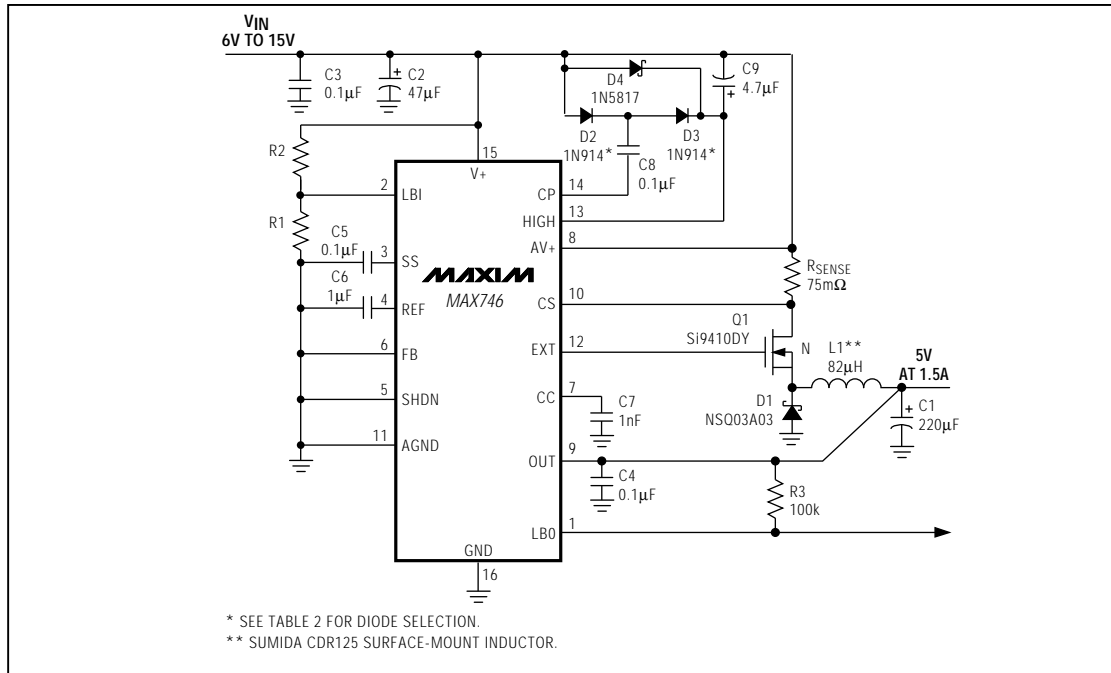 VIN
6V TO 15V
C3
0.1µF
C2
47µF
D4
1N5817
C9
4.7µF
D2
1N914*
D3
1N914*
C8
0.1µF
R2
R1
15
V+
2
LBI
CP
14
HIGH
13
AV+
8
C5
0.1µF
3
SS
MAXIM
MAX746
RSENSE
75mΩ
C6
1µF
4
REF
CS
10
Q1
Si9410DY
N
6
FB
EXT
12
L1**
82µH
5V
AT 1.5A
5
SHDN
CC
7
C7
1nF
D1
NSQ03A03
C1
220µF
11
AGND
OUT
9
C4
0.1µF
R3
100k
LB0
1
GND
16
* SEE TABLE 2 FOR DIODE SELECTION.
** SUMIDA CDR125 SURFACE-MOUNT INDUCTOR.